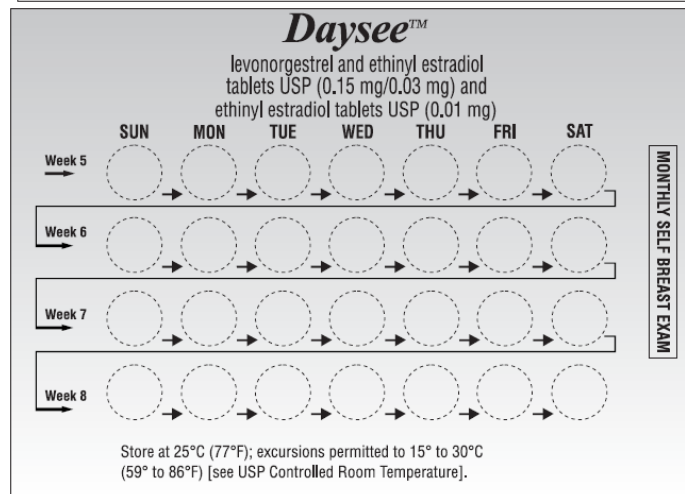 Daysee™
levonorgestrel and ethinyl estradiol
tablets USP (0.15 mg/0.03 mg) and
ethinyl estradiol tablets USP (0.01 mg)
SUN MON TUE WED THU FRI SAT
Week 5
Week 6
Week 7
Week 8
MONTHLY SELF BREAST EXAM
Store at 25°C (77°F); excursions permitted to 15° to 30°C
(59° to 86°F) [see USP Controlled Room Temperature].